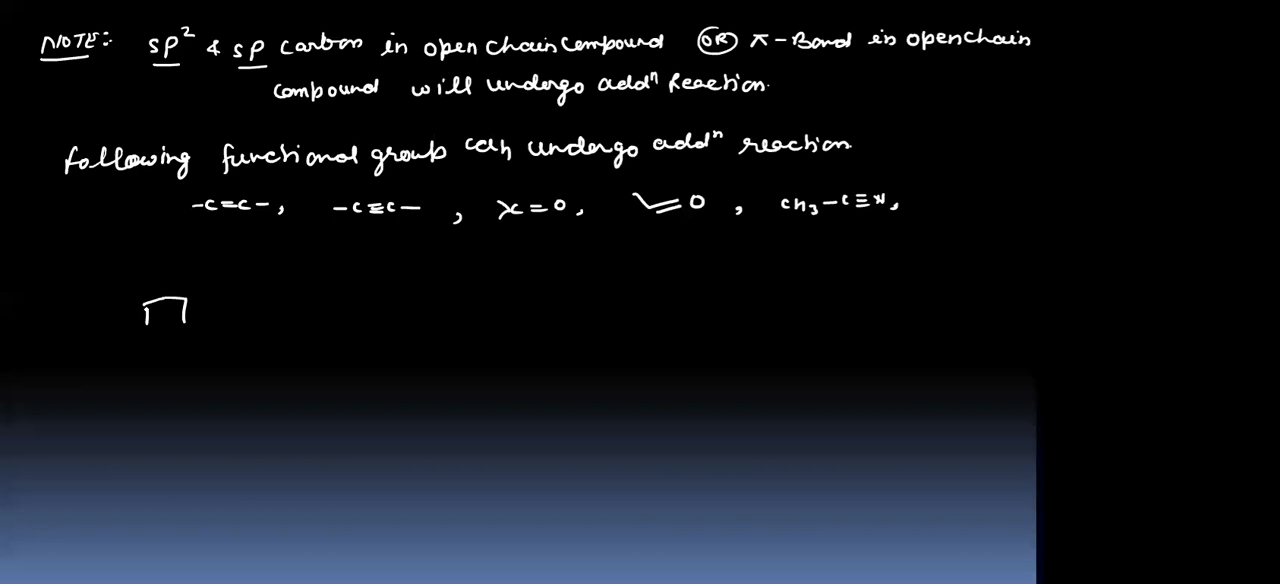 NOTE:- sp² & sp carbon in open chain compound OR π-Bond in open chain
compound will undergo addⁿ Reaction.
following functional group can undergo addⁿ reaction
-C=C-, -C≡C-, >C=O, =O, CH₃-C≡N,